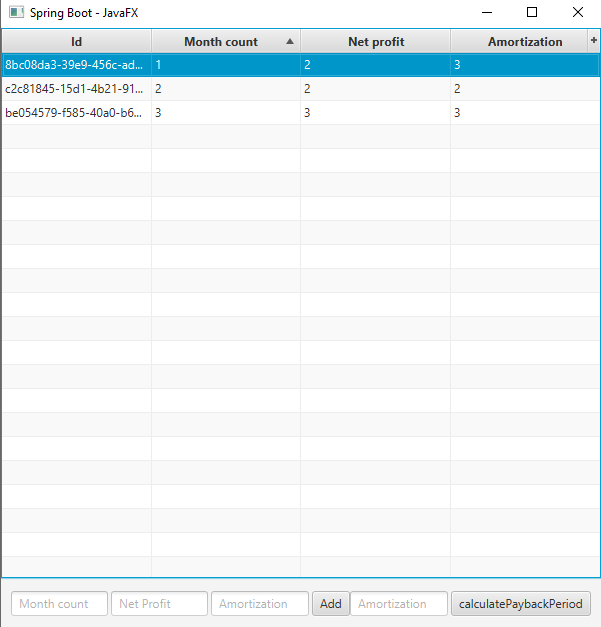 Spring Boot - JavaFX
Id Month count Net profit Amortization +
8bc08da3-39e9-456c-ad... 1 2 3
c2c81845-15d1-4b21-91... 2 2 2
be054579-f585-40a0-b6... 3 3 3
Month count Net Profit Amortization Add Amortization calculatePaybackPeriod